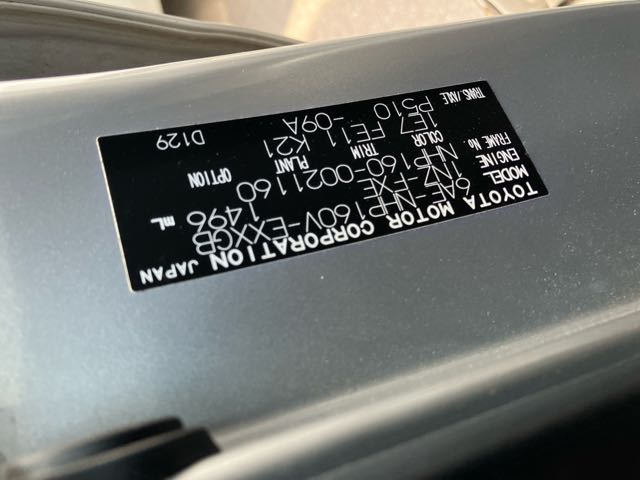 TOYOTA MOTOR CORPORATION JAPAN
MODEL 6AE-NHP160V-EXXGB
ENGINE 1NZ-FXE 1496 mL
FRAME No. NHP160-0021160
COLOR TRIM PLANT OPTION
1E7 FE11 K21
TRANS./AXLE P510 -09A
D129